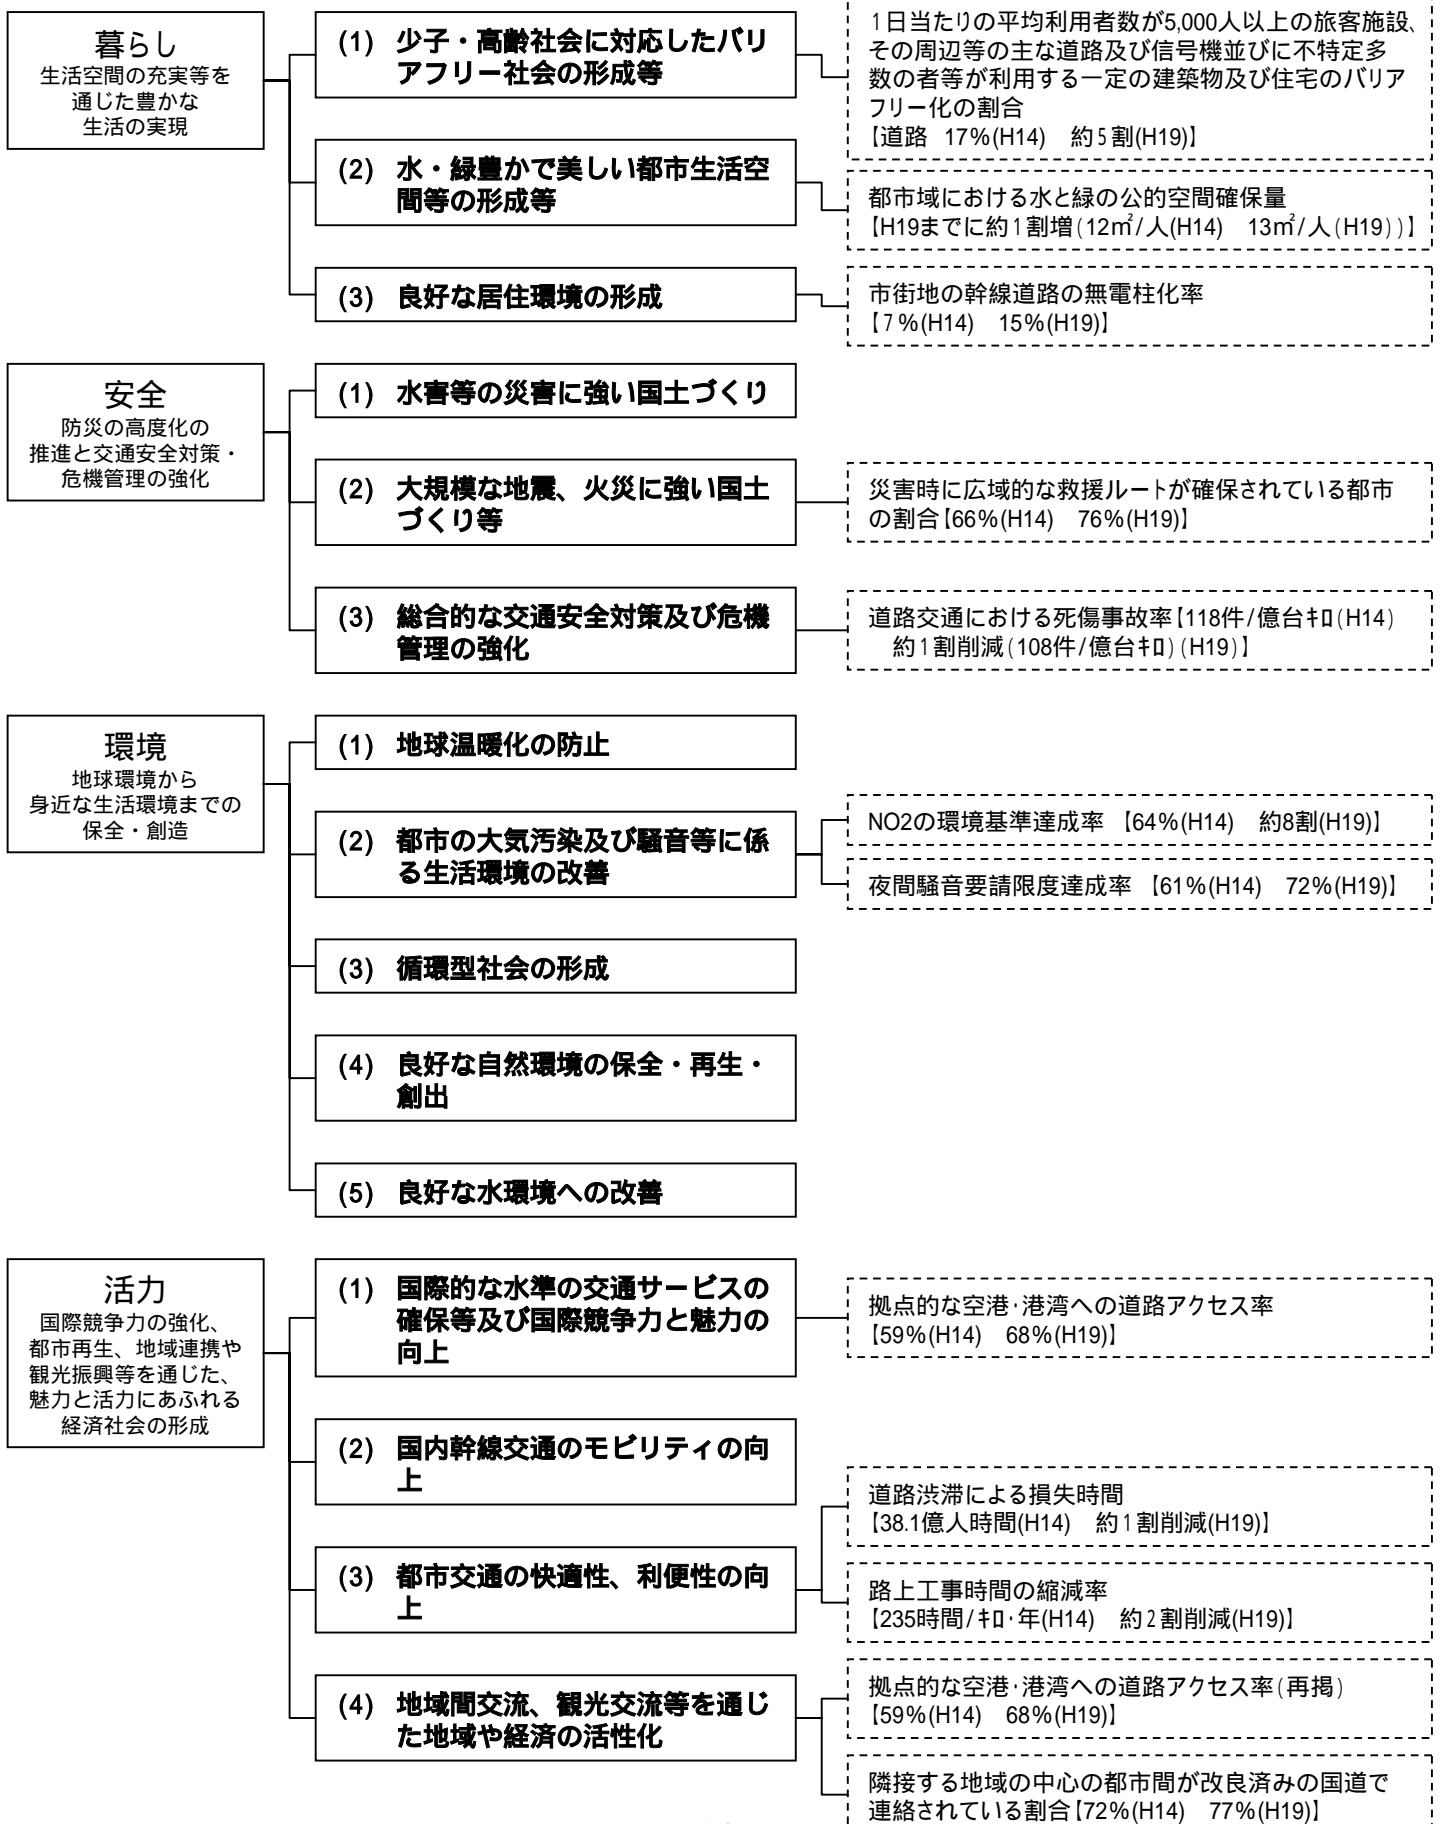 暮らし
生活空間の充実等を
通じた豊かな
生活の実現
(1) 少子・高齢社会に対応したバリ
アフリー社会の形成等
1日当たりの平均利用者数が5,000人以上の旅客施設、
その周辺等の主な道路及び信号機並びに不特定多
数の者等が利用する一定の建築物及び住宅のバリア
フリー化の割合
【道路 17%(H14) 約5割(H19)】
(2) 水・緑豊かで美しい都市生活空
間等の形成等
都市域における水と緑の公的空間確保量
【H19までに約1割増(12㎡/人(H14) 13㎡/人(H19))】
(3) 良好な居住環境の形成
市街地の幹線道路の無電柱化率
【7%(H14) 15%(H19)】
安全
防災の高度化の
推進と交通安全対策・
危機管理の強化
(1) 水害等の災害に強い国土づくり
(2) 大規模な地震、火災に強い国土
づくり等
災害時に広域的な救援ルートが確保されている都市
の割合【66%(H14) 76%(H19)】
(3) 総合的な交通安全対策及び危機
管理の強化
道路交通における死傷事故率【118件/億台キロ(H14)
約1割削減(108件/億台キロ)(H19)】
環境
地球環境から
身近な生活環境までの
保全・創造
(1) 地球温暖化の防止
(2) 都市の大気汚染及び騒音等に係
る生活環境の改善
NO2の環境基準達成率 【64%(H14) 約8割(H19)】
夜間騒音要請限度達成率 【61%(H14) 72%(H19)】
(3) 循環型社会の形成
(4) 良好な自然環境の保全・再生・
創出
(5) 良好な水環境への改善
活力
国際競争力の強化、
都市再生、地域連携や
観光振興等を通じた、
魅力と活力にあふれる
経済社会の形成
(1) 国際的な水準の交通サービスの
確保等及び国際競争力と魅力の
向上
拠点的な空港・港湾への道路アクセス率
【59%(H14) 68%(H19)】
(2) 国内幹線交通のモビリティの向
上
(3) 都市交通の快適性、利便性の向
上
道路渋滞による損失時間
【38.1億人時間(H14) 約1割削減(H19)】
路上工事時間の縮減率
【235時間/キロ・年(H14) 約2割削減(H19)】
(4) 地域間交流、観光交流等を通じ
た地域や経済の活性化
拠点的な空港・港湾への道路アクセス率(再掲)
【59%(H14) 68%(H19)】
隣接する地域の中心の都市間が改良済みの国道で
連絡されている割合【72%(H14) 77%(H19)】